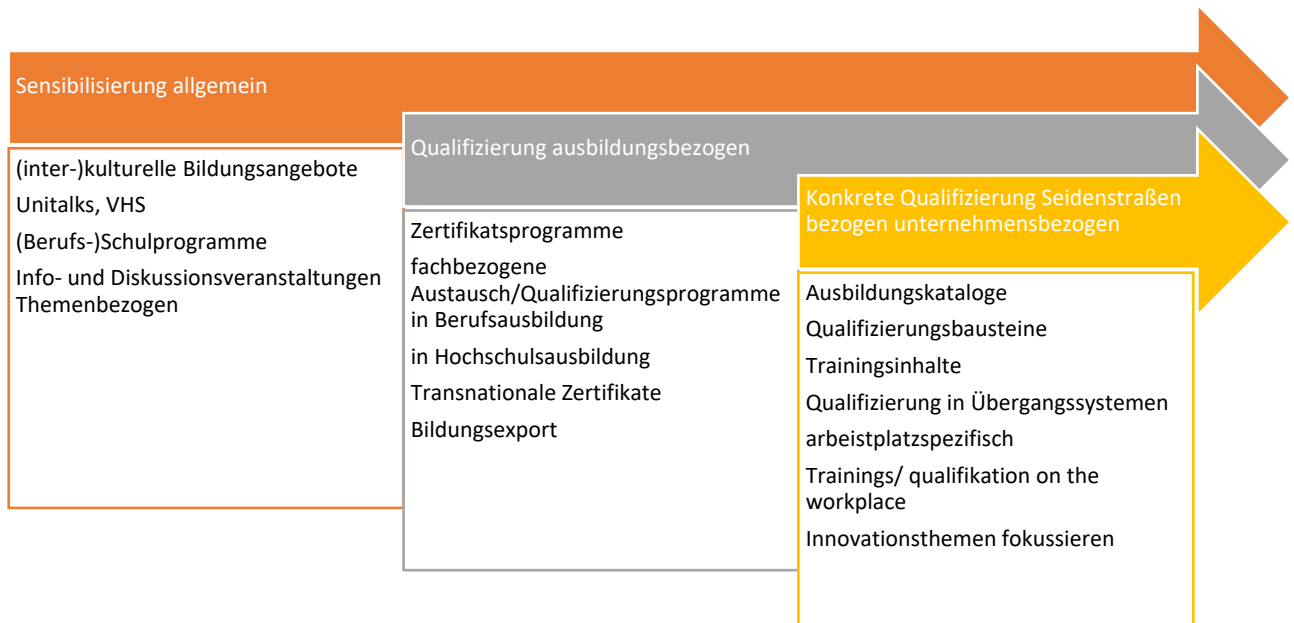 Sensibilisierung allgemein
(inter-)kulturelle Bildungsangebote
Unitalks, VHS
(Berufs-)Schulprogramme
Info- und Diskussionsveranstaltungen
Themenbezogen
Qualifizierung ausbildungsbezogen
Zertifikatsprogramme
fachbezogene
Austausch/Qualifizierungsprogramme
in Berufsausbildung
in Hochschulsausbildung
Transnationale Zertifikate
Bildungsexport
Konkrete Qualifizierung Seidenstraßen
bezogen unternehmensbezogen
Ausbildungskataloge
Qualifizierungsbausteine
Trainingsinhalte
Qualifizierung in Übergangssystemen
arbeistplatzspezifisch
Trainings/ qualifikation on the
workplace
Innovationsthemen fokussieren